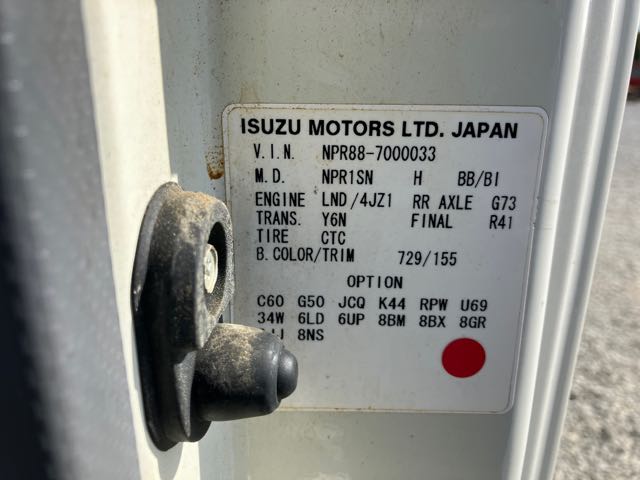 ISUZU MOTORS LTD. JAPAN
V.I.N. NPR88-7000033
M.D. NPR1SN H BB/BI
ENGINE LND/4JZ1 RR AXLE G73
TRANS. Y6N FINAL R41
TIRE CTC
B.COLOR/TRIM 729/155
OPTION
C60 G50 JCQ K44 RPW U69
34W 6LD 6UP 8BM 8BX 8GR
8NS